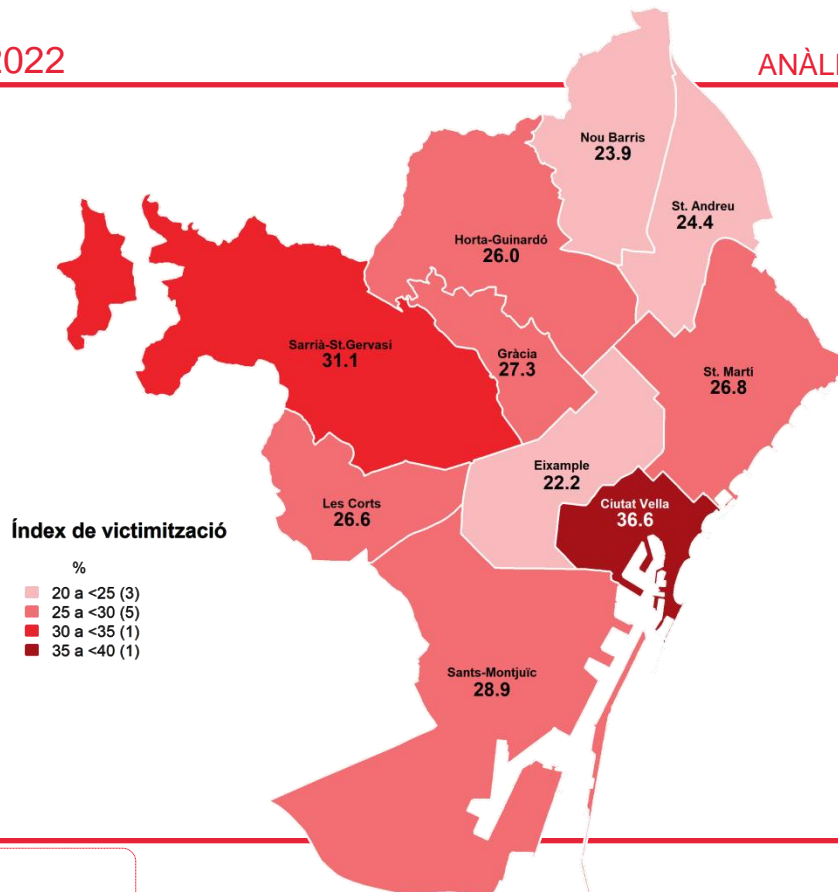 2022
Nou Barris
23.9
St. Andreu
24.4
Horta-Guinardó
26.0
Sarrià-St.Gervasi
31.1
Gràcia
27.3
St. Martí
26.8
Eixample
22.2
Les Corts
26.6
Ciutat Vella
36.6
Índex de victimització
%
20 a <25 (3)
25 a <30 (5)
30 a <35 (1)
35 a <40 (1)
Sants-Montjuïc
28.9